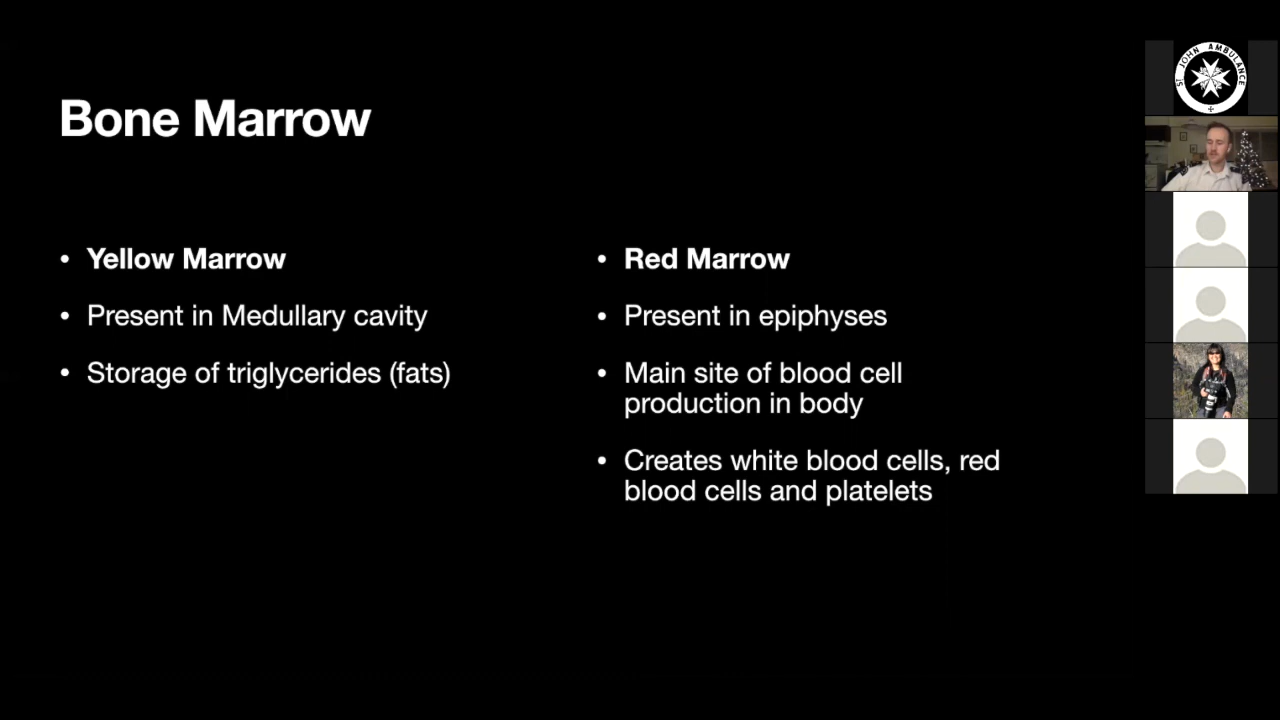 Bone Marrow
• Yellow Marrow
• Present in Medullary cavity
• Storage of triglycerides (fats)
• Red Marrow
• Present in epiphyses
• Main site of blood cell
production in body
• Creates white blood cells, red
blood cells and platelets
ST JOHN AMBULANCE